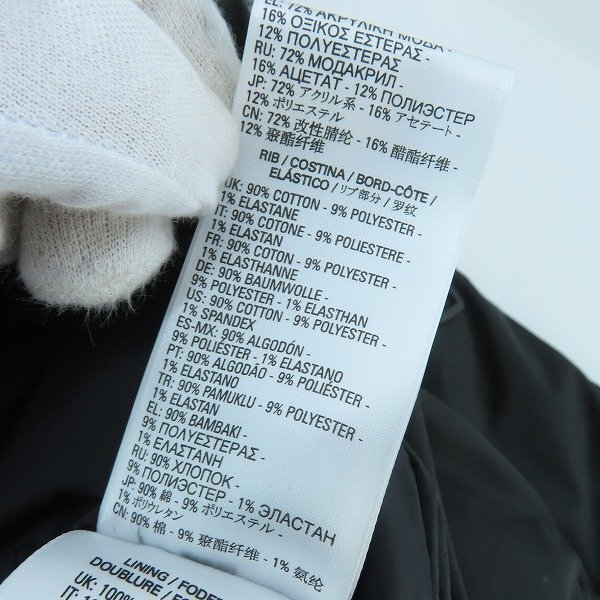 EL: 72% ΑΚΡΥΛΙΚΗ ΜΟΔΑ
16% ΟΞΙΚΟΣ ΕΣΤΕΡΑΣ -
12% ΠΟΛΥΕΣΤΕΡΑΣ
RU: 72% МОДАКРИЛ -
16% АЦЕТАТ - 12% ПОЛИЭСТЕР
JP: 72% アクリル系 - 16% アセテート -
12% ポリエステル
CN: 72% 改性腈纶 - 16% 醋酯纤维 -
12% 聚酯纤维
RIB / COSTINA / BORD-CÔTE /
ELÁSTICO / リブ部分 / 罗纹
UK: 90% COTTON - 9% POLYESTER -
1% ELASTANE
IT: 90% COTONE - 9% POLIESTERE -
1% ELASTAN
FR: 90% COTON - 9% POLYESTER -
1% ELASTHANNE
DE: 90% BAUMWOLLE - 9%
POLYESTER - 1% ELASTHAN
US: 90% COTTON - 9% POLYESTER -
1% SPANDEX
ES-MX: 90% ALGODÓN -
9% POLIÉSTER - 1% ELASTANO
PT: 90% ALGODÃO - 9% POLIÉSTER -
1% ELASTANO
TR: 90% PAMUKLU - 9% POLYESTER -
1% ELASTAN
EL: 90% ΒΑΜΒΑΚΙ -
9% ΠΟΛΥΕΣΤΕΡΑΣ -
1% ΕΛΑΣΤΑΝΗ
RU: 90% ХЛОПОК -
9% ПОЛИЭСТЕР - 1% ЭЛАСТАН
JP: 90% 綿 - 9% ポリエステル -
1% ポリウレタン
CN: 90% 棉 - 9% 聚酯纤维 - 1% 氨纶
LINING / FODER
DOUBLURE / FO
UK: 100%
IT: 10